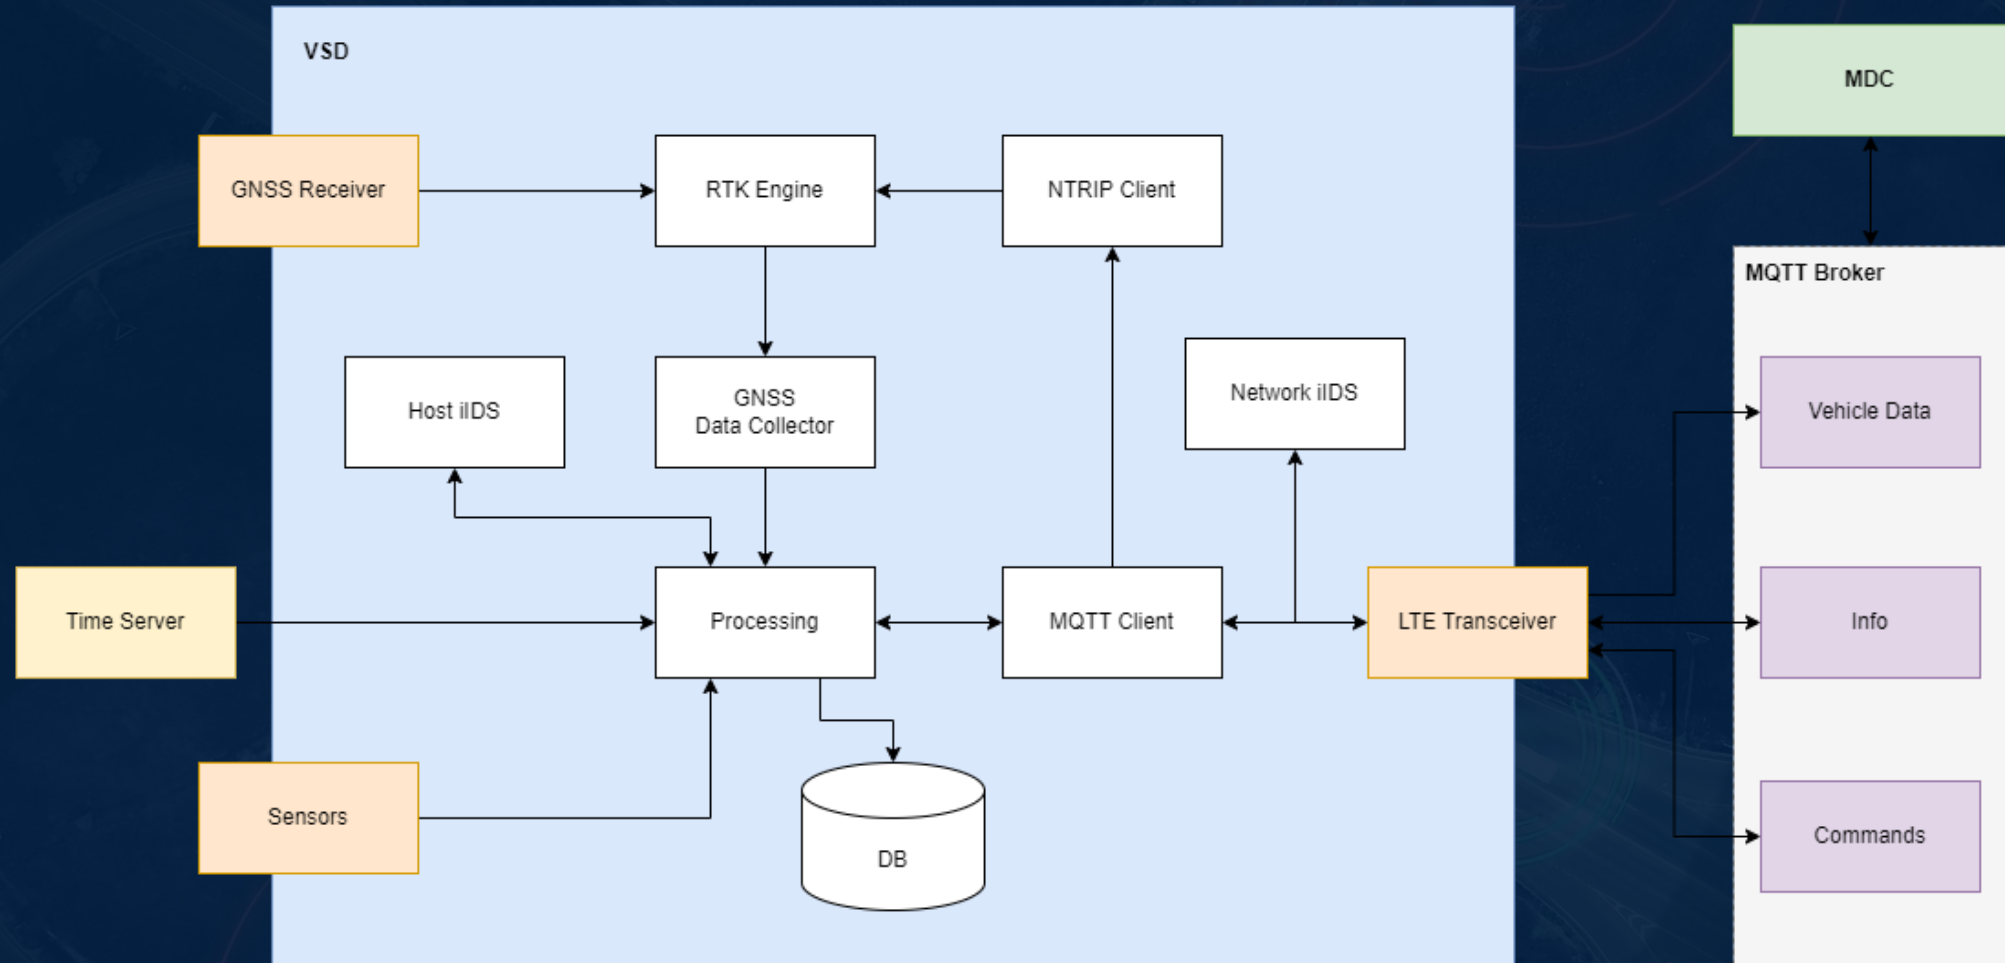 VSD
MDC
GNSS Receiver
RTK Engine
NTRIP Client
MQTT Broker
Host iIDS
GNSS
Data Collector
Network iIDS
Vehicle Data
Time Server
Processing
MQTT Client
LTE Transceiver
Info
Sensors
DB
Commands